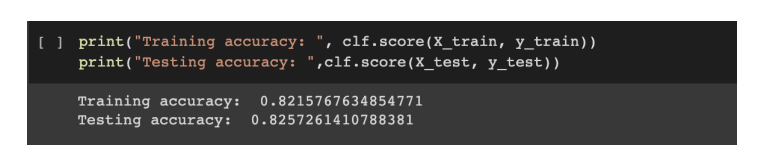 [ ] print("Training accuracy: ", clf.score(X_train, y_train))
print("Testing accuracy: ",clf.score(X_test, y_test))
Training accuracy:  0.8215767634854771
Testing accuracy:  0.8257261410788381